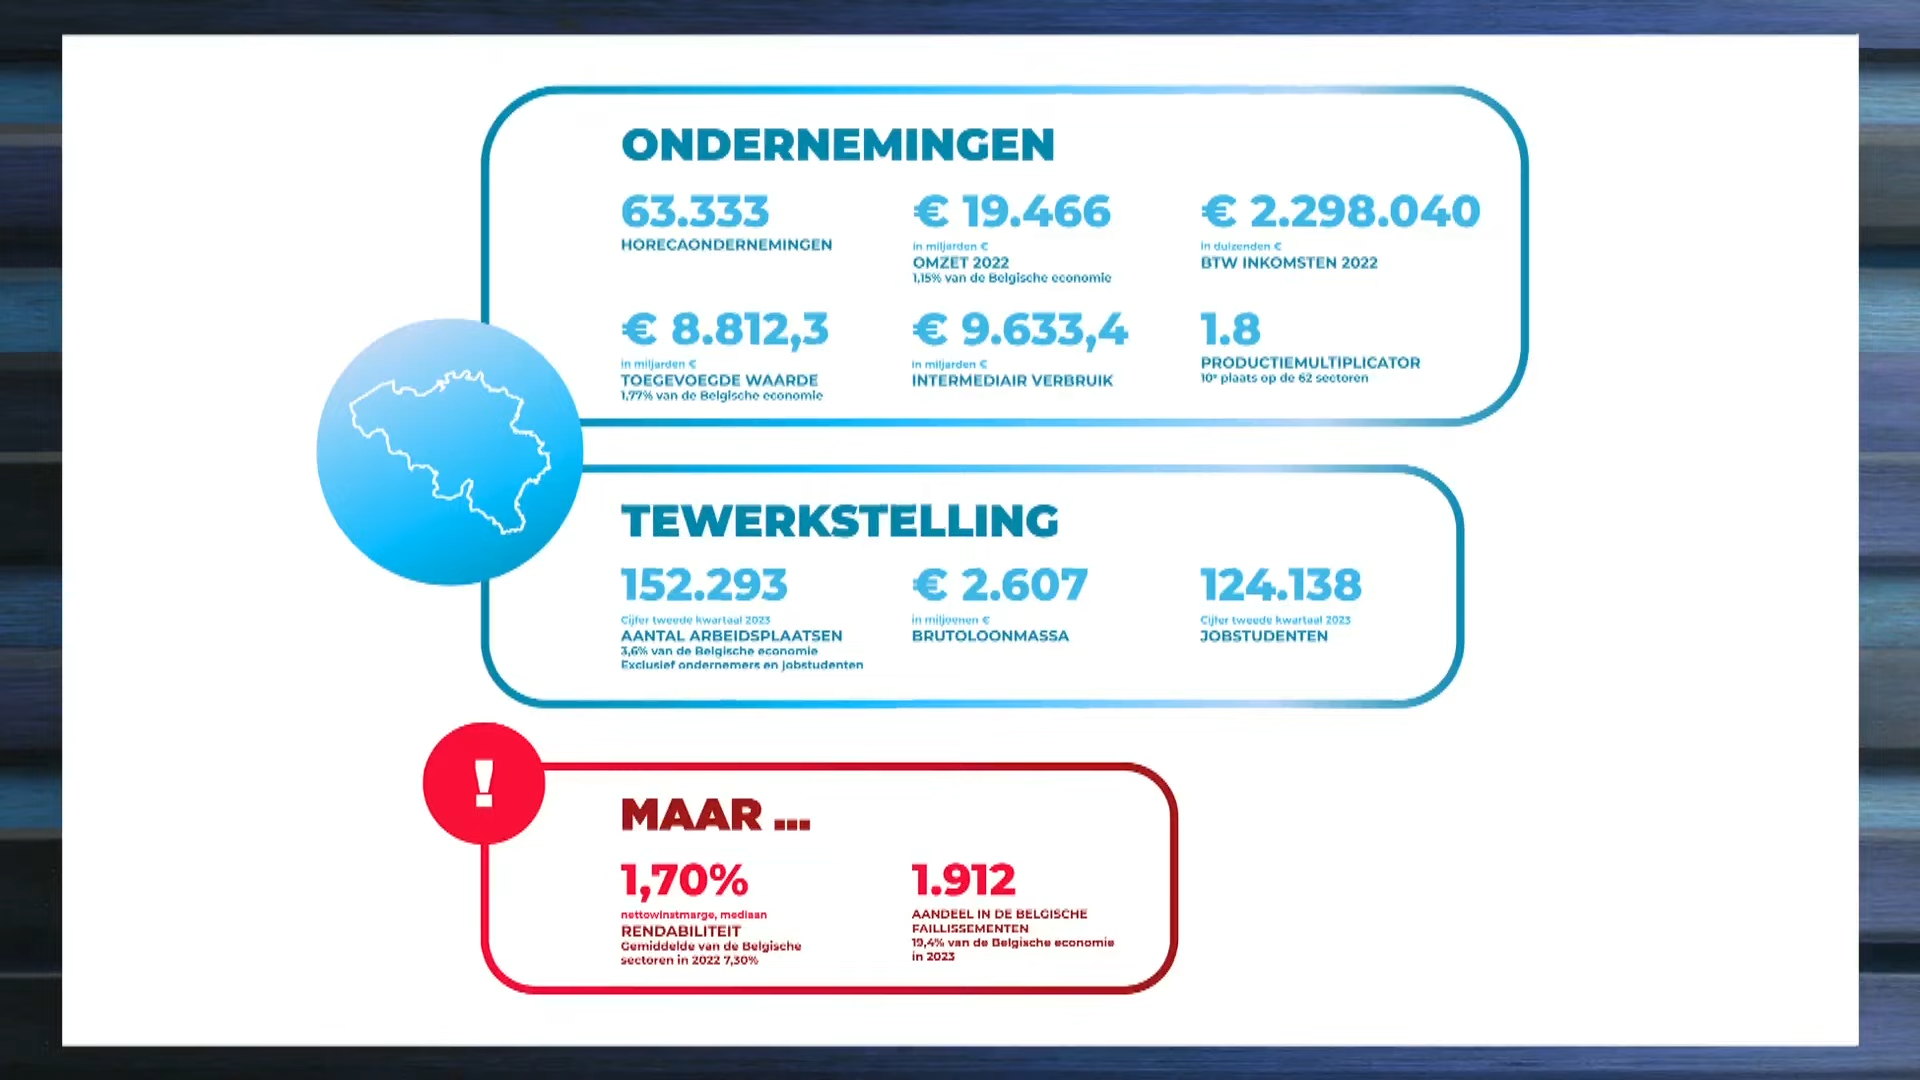 ONDERNEMINGEN
63.333
HORECAONDERNEMINGEN
€ 19.466
in miljarden €
OMZET 2022
1,15% van de Belgische economie
€ 2.298.040
in duizenden €
BTW INKOMSTEN 2022
€ 8.812,3
in miljarden €
TOEGEVOEGDE WAARDE
1,77% van de Belgische economie
€ 9.633,4
in miljarden €
INTERMEDIAIR VERBRUIK
1.8
PRODUCTIEMULTIPLICATOR
10e plaats op de 62 sectoren
TEWERKSTELLING
152.293
Cijfer tweede kwartaal 2023
AANTAL ARBEIDSPLAATSEN
3,6% van de Belgische economie
Exclusief ondernemers en jobstudenten
€ 2.607
in miljoenen €
BRUTOLOONMASSA
124.138
Cijfer tweede kwartaal 2023
JOBSTUDENTEN
!
MAAR ...
1,70%
nettowinstmarge, mediaan
RENDABILITEIT
Gemiddelde van de Belgische
sectoren in 2022 7,30%
1.912
AANDEEL IN DE BELGISCHE
FAILLISSEMENTEN
19,4% van de Belgische economie
in 2023